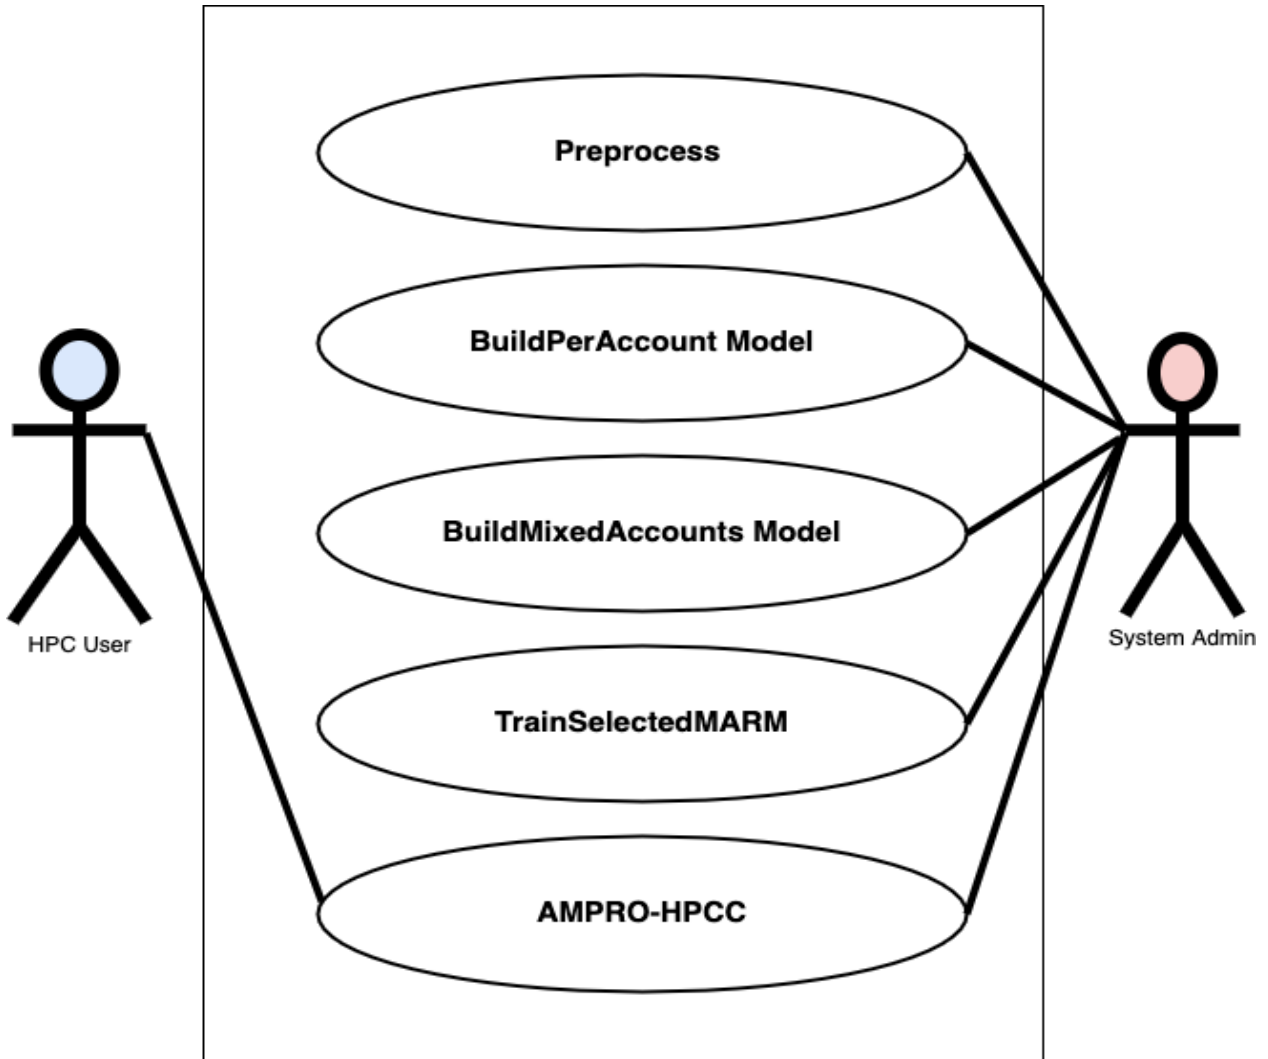 Preprocess
BuildPerAccount Model
BuildMixedAccounts Model
HPC User
System Admin
TrainSelectedMARM
AMPRO-HPCC